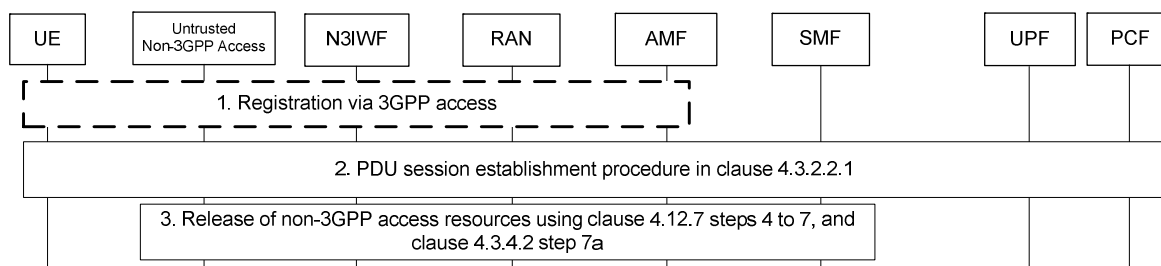 UE
Untrusted
Non-3GPP Access
N3IWF
RAN
AMF
SMF
UPF
PCF
1. Registration via 3GPP access
2. PDU session establishment procedure in clause 4.3.2.2.1
3. Release of non-3GPP access resources using clause 4.12.7 steps 4 to 7, and
clause 4.3.4.2 step 7a